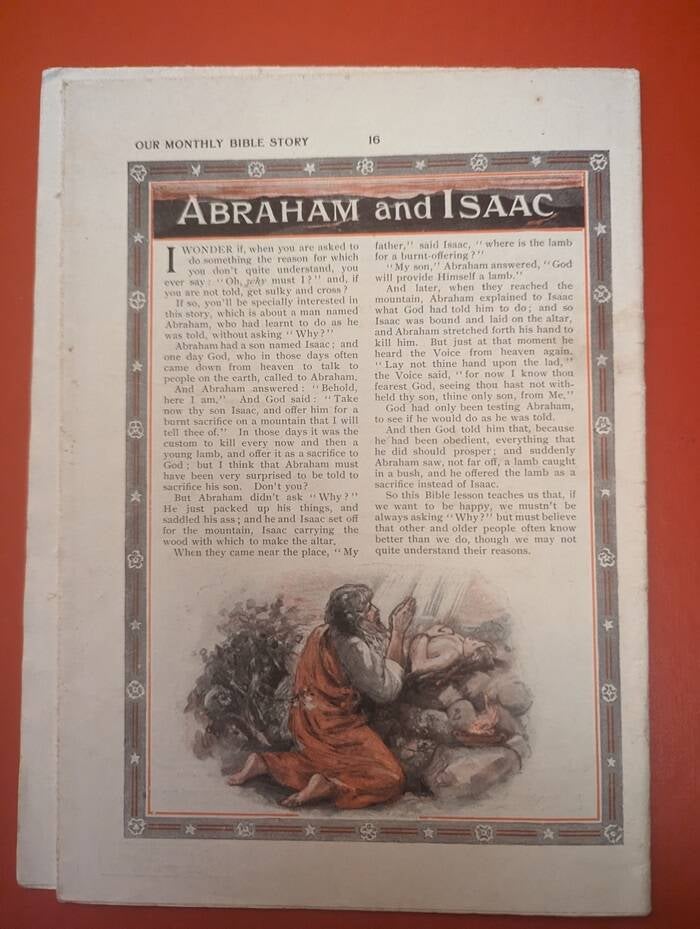 OUR MONTHLY BIBLE STORY 16
ABRAHAM and ISAAC
I WONDER if, when you are asked to
do something the reason for which
you don't quite understand, you
ever say: "Oh, why must I?" and, if
you are not told, get sulky and cross?
If so, you'll be specially interested in
this story, which is about a man named
Abraham, who had learnt to do as he
was told, without asking "Why?"
Abraham had a son named Isaac; and
one day God, who in those days often
came down from heaven to talk to
people on the earth, called to Abraham.
And Abraham answered: "Behold,
here I am." And God said: "Take
now thy son Isaac, and offer him for a
burnt sacrifice on a mountain that I will
tell thee of." In those days it was the
custom to kill every now and then a
young lamb, and offer it as a sacrifice to
God; but I think that Abraham must
have been very surprised to be told to
sacrifice his son. Don't you?
But Abraham didn't ask "Why?"
He just packed up his things, and
saddled his ass; and he and Isaac set off
for the mountain, Isaac carrying the
wood with which to make the altar.
When they came near the place, "My
father," said Isaac, "where is the lamb
for a burnt-offering?"
"My son," Abraham answered, "God
will provide Himself a lamb."
And later, when they reached the
mountain, Abraham explained to Isaac
what God had told him to do; and so
Isaac was bound and laid on the altar,
and Abraham stretched forth his hand to
kill him. But just at that moment he
heard the Voice from heaven again.
"Lay not thine hand upon the lad,"
the Voice said, "for now I know thou
fearest God, seeing thou hast not with-
held thy son, thine only son, from Me."
God had only been testing Abraham,
to see if he would do as he was told.
And then God told him that, because
he had been obedient, everything that
he did should prosper; and suddenly
Abraham saw, not far off, a lamb caught
in a bush, and he offered the lamb as a
sacrifice instead of Isaac.
So this Bible lesson teaches us that, if
we want to be happy, we mustn't be
always asking "Why?" but must believe
that other and older people often know
better than we do, though we may not
quite understand their reasons.